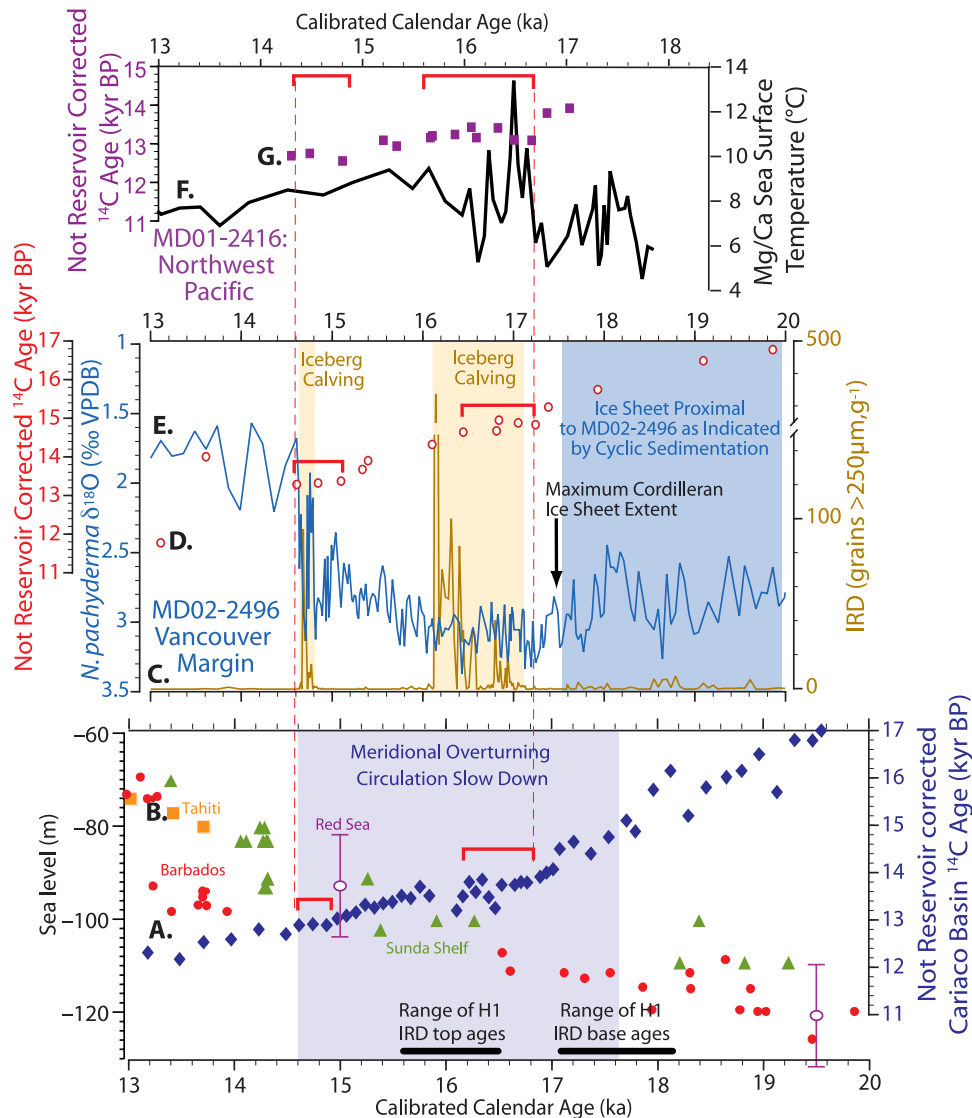 Calibrated Calendar Age (ka)
13 14 15 16 17 18
Not Reservoir Corrected
¹⁴C Age (kyr BP)
15
14
13
12
11
G.
F.
MD01-2416:
Northwest
Pacific
14
12
10
8
6
4
Mg/Ca Sea Surface
Temperature (°C)
13 14 15 16 17 18 19 20
Not Reservoir Corrected ¹⁴C Age (kyr BP)
17
16
15
14
13
12
11
N.pachyderma δ¹⁸O (‰ VPDB)
1
1.5
2
2.5
3
3.5
Iceberg
Calving
Iceberg
Calving
Ice Sheet Proximal
to MD02-2496 as Indicated
by Cyclic Sedimentation
Maximum Cordilleran
Ice Sheet Extent
E.
D.
MD02-2496
Vancouver
Margin
C.
500
100
0
IRD (grains >250µm,g⁻¹)
Sea level (m)
−60
−80
−100
−120
Meridional Overturning
Circulation Slow Down
B.
Tahiti
Red Sea
Barbados
A.
Sunda Shelf
Range of H1
IRD top ages
Range of H1
IRD base ages
17
16
15
14
13
12
11
Not Reservoir corrected
Cariaco Basin ¹⁴C Age (kyr BP)
13 14 15 16 17 18 19 20
Calibrated Calendar Age (ka)